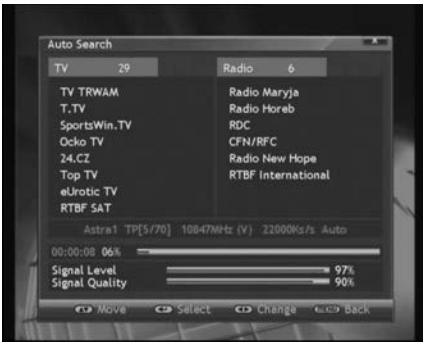 Auto Search
TV 29
TV TRWAM
T.TV
SportsWin.TV
Ocko TV
24.CZ
Top TV
eUrotic TV
RTBF SAT
Radio 6
Radio Maryja
Radio Horeb
RDC
CFN/RFC
Radio New Hope
RTBF International
Astra1 TP[5/70] 10847MHz (V) 22000Ks/s Auto
00:00:08 06%
Signal Level 97%
Signal Quality 90%
Move Select Change Back